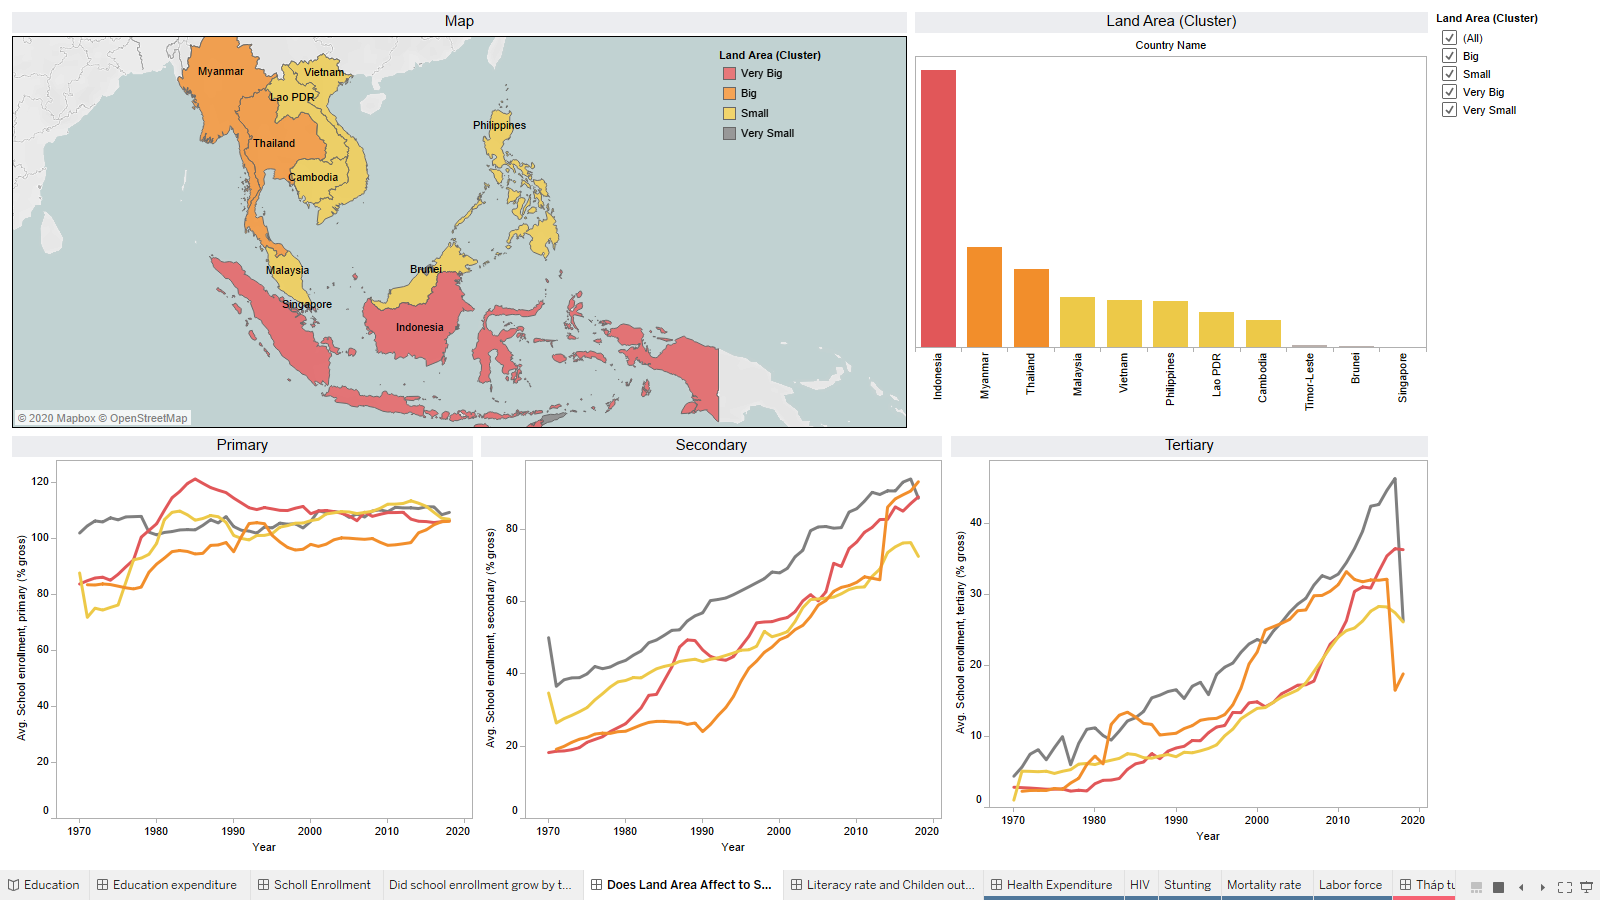 Map
Land Area (Cluster)
Land Area (Cluster)
(All)
Big
Small
Very Big
Very Small
Country Name
Land Area (Cluster)
Very Big
Big
Small
Very Small
Myanmar
Vietnam
Lao PDR
Thailand
Cambodia
Philippines
Malaysia
Brunei
Singapore
Indonesia
© 2020 Mapbox © OpenStreetMap
Indonesia
Myanmar
Thailand
Malaysia
Vietnam
Philippines
Lao PDR
Cambodia
Timor-Leste
Brunei
Singapore
Primary
Avg. School enrollment, primary (% gross)
120
100
80
60
40
20
0
1970 1980 1990 2000 2010 2020
Year
Secondary
Avg. School enrollment, secondary (% gross)
80
60
40
20
0
1970 1980 1990 2000 2010 2020
Year
Tertiary
Avg. School enrollment, tertiary (% gross)
40
30
20
10
0
1970 1980 1990 2000 2010 2020
Year
Education Education expenditure Scholl Enrollment Did school enrollment grow by t... Does Land Area Affect to S... Literacy rate and Childen out... Health Expenditure HIV Stunting Mortality rate Labor force Tháp tu